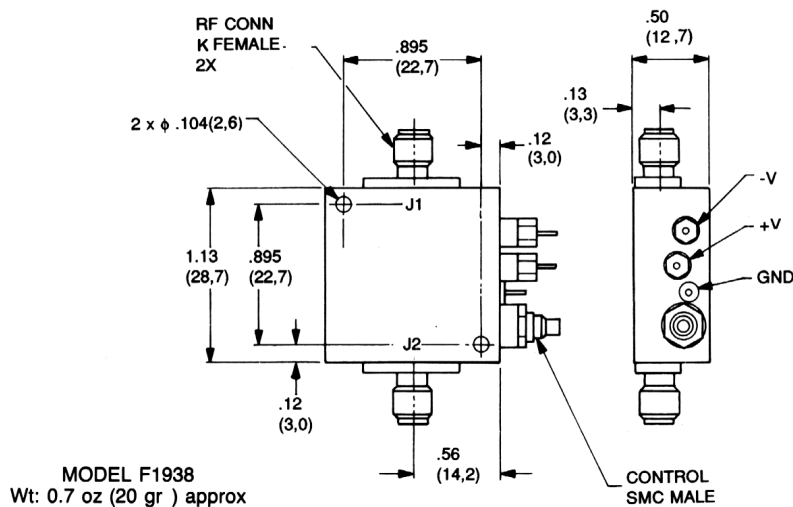 RF CONN
K FEMALE.
2X
.895
(22,7)
.50
(12,7)
.13
(3,3)
2 x ϕ .104(2,6)
.12
(3,0)
J1
-V
+V
1.13
(28,7)
.895
(22,7)
GND
J2
.12
(3,0)
.56
(14,2)
MODEL F1938
Wt: 0.7 oz (20 gr ) approx
CONTROL
SMC MALE